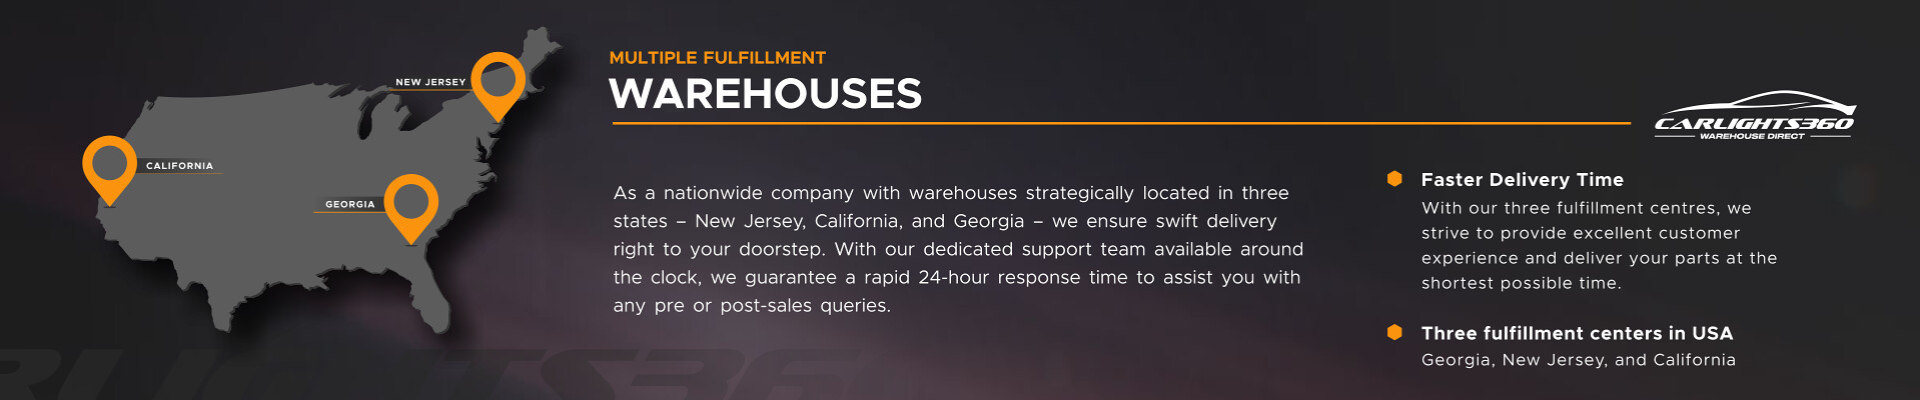 NEW JERSEY
CALIFORNIA
GEORGIA
MULTIPLE FULFILLMENT
WAREHOUSES
As a nationwide company with warehouses strategically located in three
states – New Jersey, California, and Georgia – we ensure swift delivery
right to your doorstep. With our dedicated support team available around
the clock, we guarantee a rapid 24-hour response time to assist you with
any pre or post-sales queries.
CARLIGHTS360
WAREHOUSE DIRECT
Faster Delivery Time
With our three fulfillment centres, we
strive to provide excellent customer
experience and deliver your parts at the
shortest possible time.
Three fulfillment centers in USA
Georgia, New Jersey, and California
RLIGHTS36